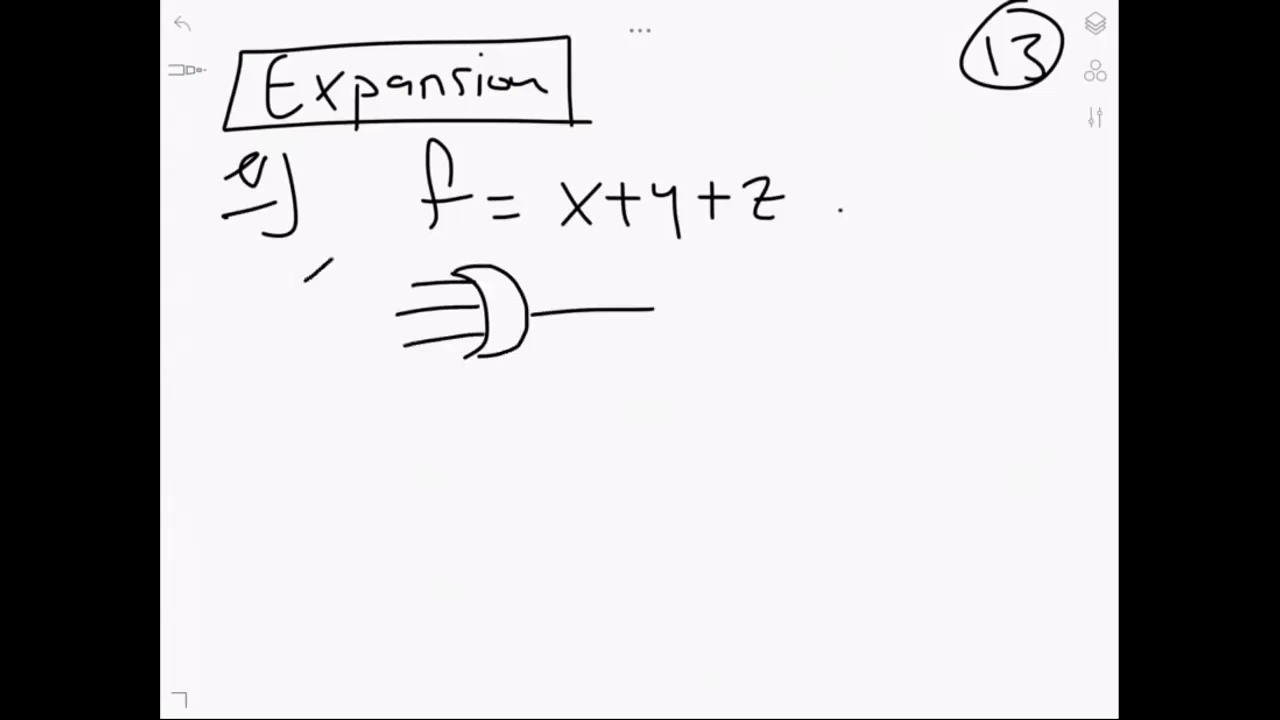 Expansion
13
eg f = x+y+z